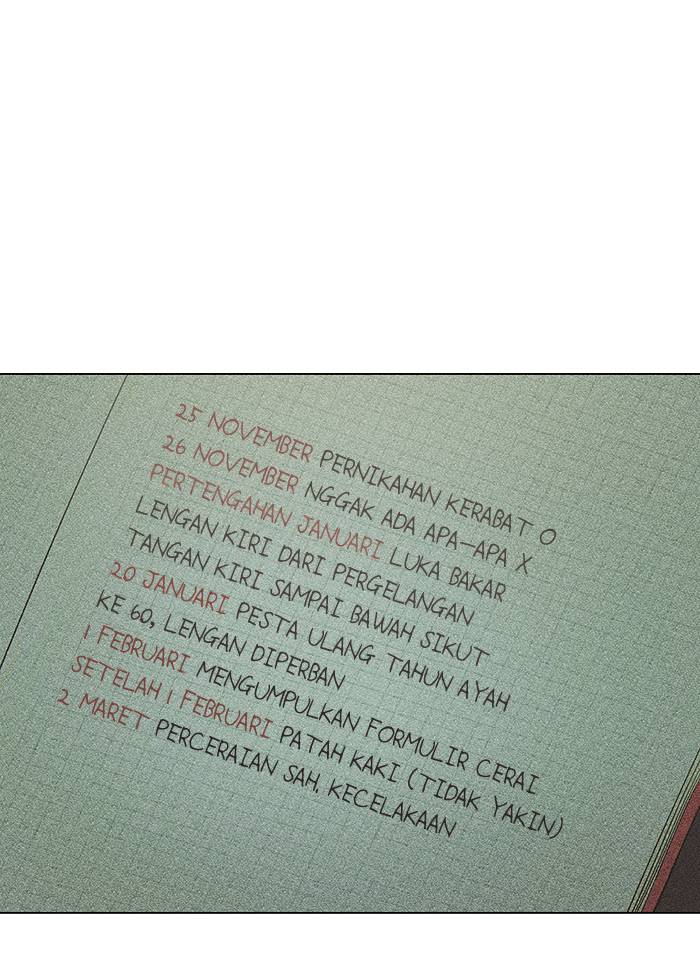 25 NOVEMBER PERNIKAHAN KERABAT O
26 NOVEMBER NGGAK ADA APA-APA X
PERTENGAHAN JANUARI LUKA BAKAR
LENGAN KIRI DARI PERGELANGAN
TANGAN KIRI SAMPAI BAWAH SIKUT
20 JANUARI PESTA ULANG TAHUN AYAH
KE 60, LENGAN DIPERBAN
1 FEBRUARI MENGUMPULKAN FORMULIR CERAI
SETELAH 1 FEBRUARI PATAH KAKI (TIDAK YAKIN)
2 MARET PERCERAIAN SAH, KECELAKAAN